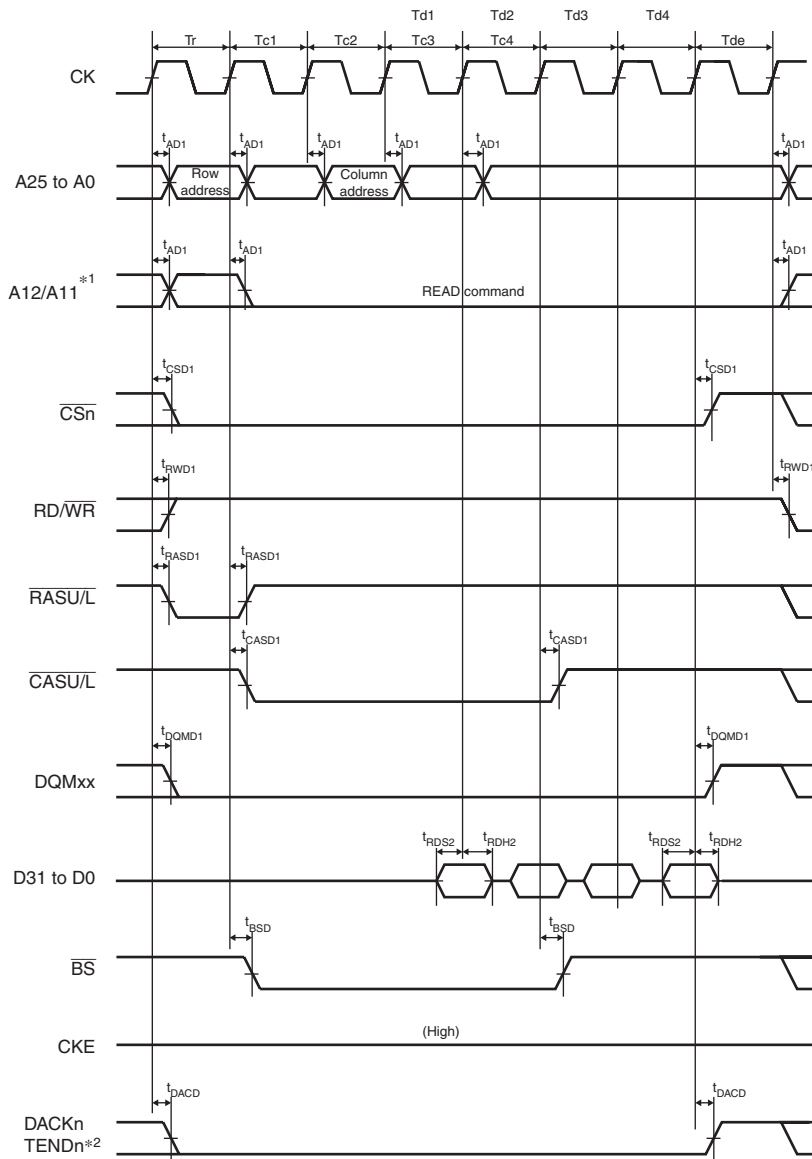 Td1 Td2 Td3 Td4
Tr Tc1 Tc2 Tc3 Tc4 Tde
CK
tAD1 tAD1 tAD1 tAD1 tAD1 tAD1
A25 to A0
Row address
Column address
tAD1 tAD1 tAD1
A12/A11*1
READ command
tCSD1 tCSD1
CSn
tRWD1 tRWD1
RD/WR
tRASD1 tRASD1
RASU/L
tCASD1 tCASD1
CASU/L
tDQMD1 tDQMD1
DQMxx
tRDS2 tRDH2 tRDS2 tRDH2
D31 to D0
tBSD tBSD
BS
(High)
CKE
tDACD tDACD
DACKn
TENDn*2